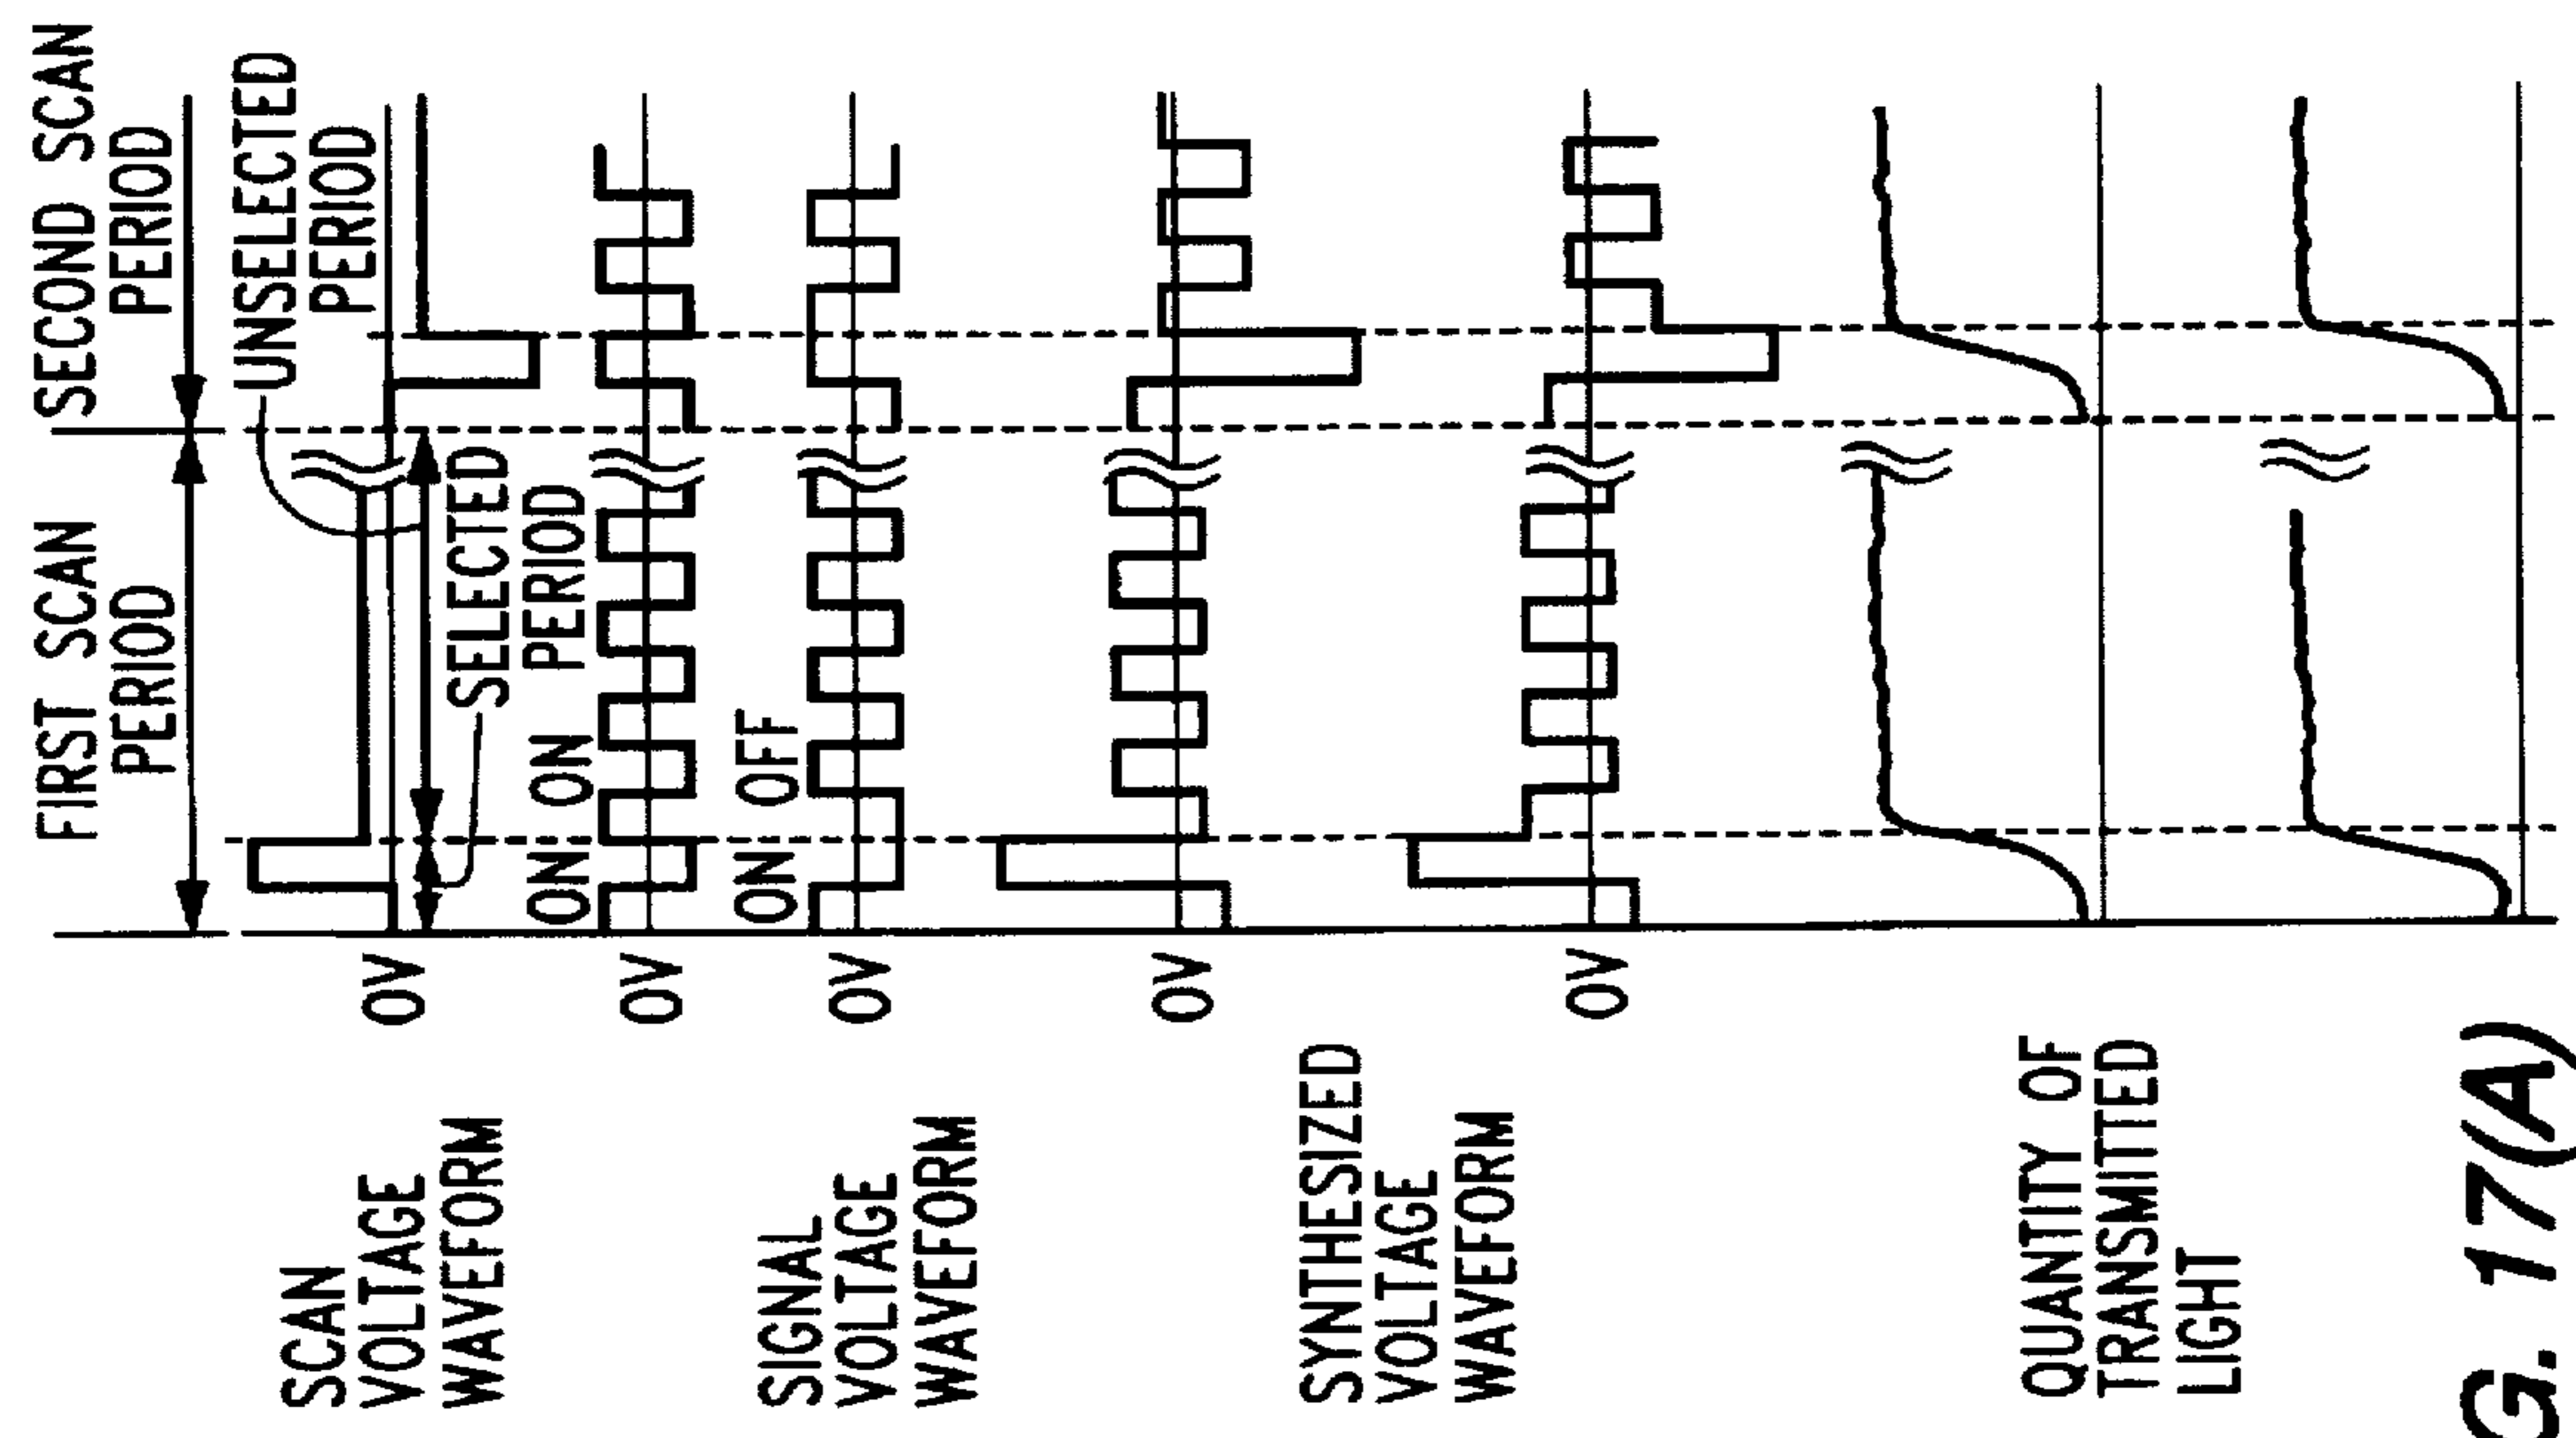 FIRST SCAN
PERIOD
SECOND SCAN
PERIOD
UNSELECTED
PERIOD
SCAN
VOLTAGE
WAVEFORM
0V
SELECTED
PERIOD
ON ON
0V
SIGNAL
VOLTAGE
WAVEFORM
ON OFF
0V
0V
SYNTHESIZED
VOLTAGE
WAVEFORM
0V
QUANTITY OF
TRANSMITTED
LIGHT
G. 17(A)